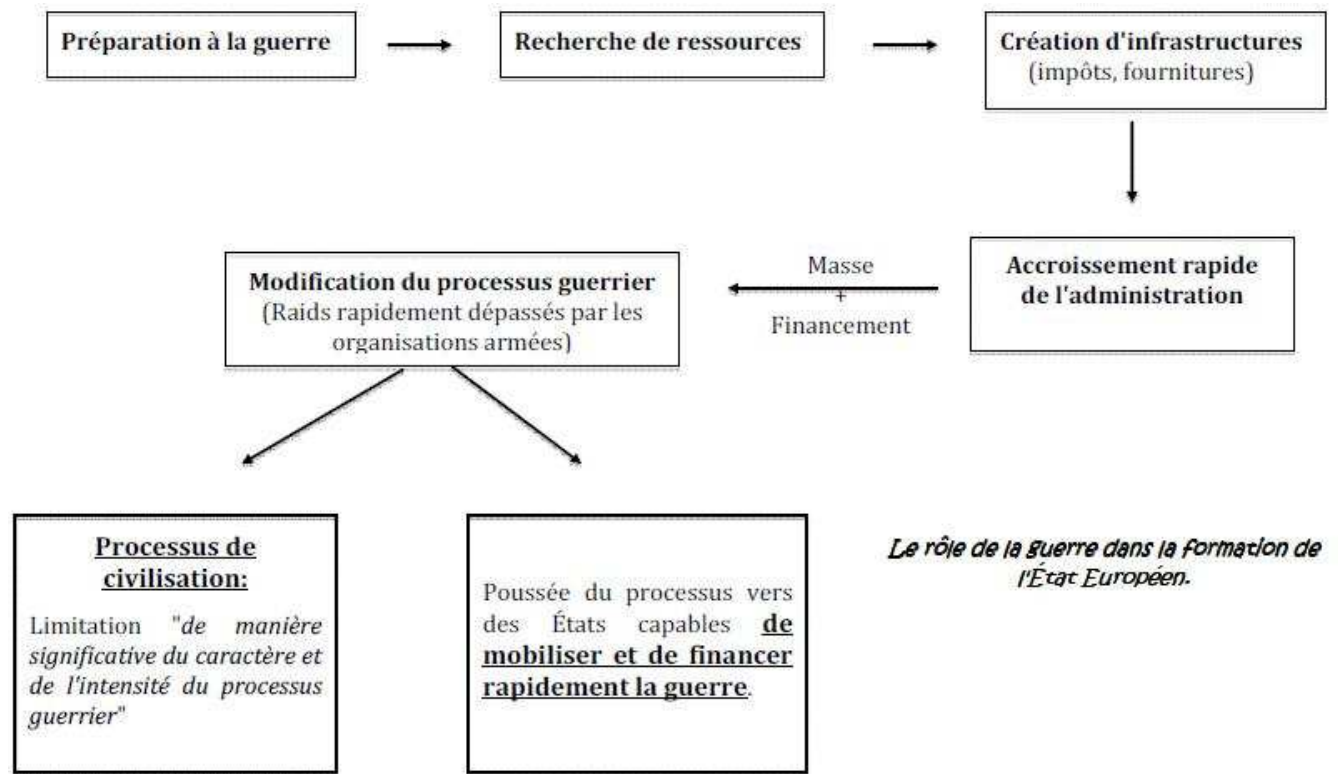 Préparation à la guerre
Recherche de ressources
Création d'infrastructures
(impôts, fournitures)
Accroissement rapide
de l'administration
Masse
+
Financement
Modification du processus guerrier
(Raids rapidement dépassés par les
organisations armées)
Processus de
civilisation:
Limitation "de manière
significative du caractère et
de l'intensité du processus
guerrier"
Poussée du processus vers
des États capables de
mobiliser et de financer
rapidement la guerre.
Le rôle de la guerre dans la formation de
l'État Européen.